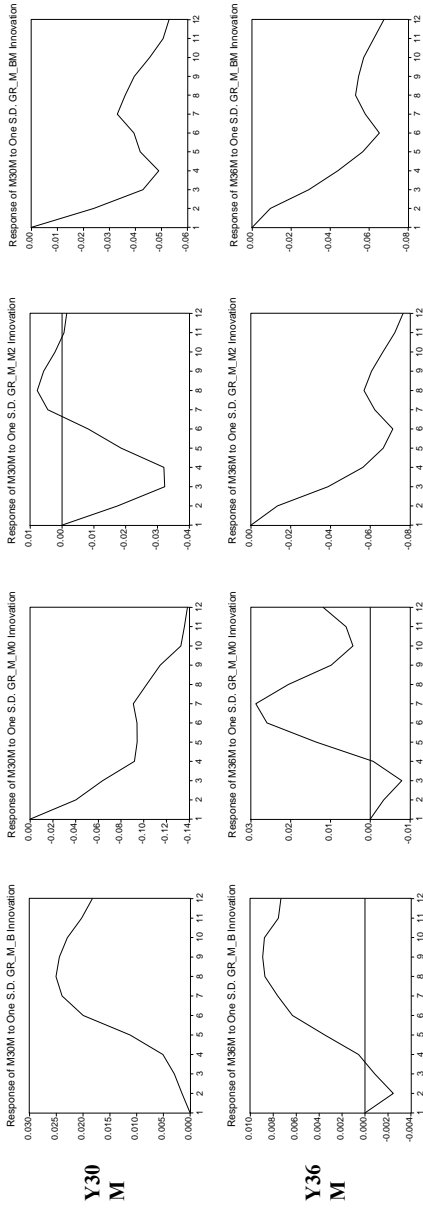 Y30
M
Response of M30M to One S.D. GR_M_B Innovation
0.030
0.025
0.020
0.015
0.010
0.005
0.000
1 2 3 4 5 6 7 8 9 10 11 12
Response of M30M to One S.D. GR_M_M0 Innovation
0.00
-0.02
-0.04
-0.06
-0.08
-0.10
-0.12
-0.14
1 2 3 4 5 6 7 8 9 10 11 12
Response of M30M to One S.D. GR_M_M2 Innovation
0.01
0.00
-0.01
-0.02
-0.03
-0.04
1 2 3 4 5 6 7 8 9 10 11 12
Response of M30M to One S.D. GR_M_BM Innovation
0.00
-0.01
-0.02
-0.03
-0.04
-0.05
-0.06
1 2 3 4 5 6 7 8 9 10 11 12
Y36
M
Response of M36M to One S.D. GR_M_B Innovation
0.010
0.008
0.006
0.004
0.002
0.000
-0.002
-0.004
1 2 3 4 5 6 7 8 9 10 11 12
Response of M36M to One S.D. GR_M_M0 Innovation
0.03
0.02
0.01
0.00
-0.01
1 2 3 4 5 6 7 8 9 10 11 12
Response of M36M to One S.D. GR_M_M2 Innovation
0.00
-0.02
-0.04
-0.06
-0.08
1 2 3 4 5 6 7 8 9 10 11 12
Response of M36M to One S.D. GR_M_BM Innovation
0.00
-0.02
-0.04
-0.06
-0.08
1 2 3 4 5 6 7 8 9 10 11 12